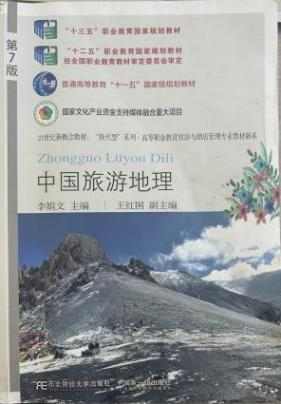 第7版
"十三五"职业教育国家规划教材
"十二五"职业教育国家规划教材
经全国职业教育教材审定委员会审定
普通高等教育"十一五"国家级规划教材
国家文化产业资金支持媒体融合重大项目
21世纪新概念教材:"换代型"系列·高等职业教育旅游与酒店管理专业教材新系
Zhongguo Lüyou Dili
中国旅游地理
李娟文 主编 王红国 副主编
东北财经大学出版社 国家一级出版社